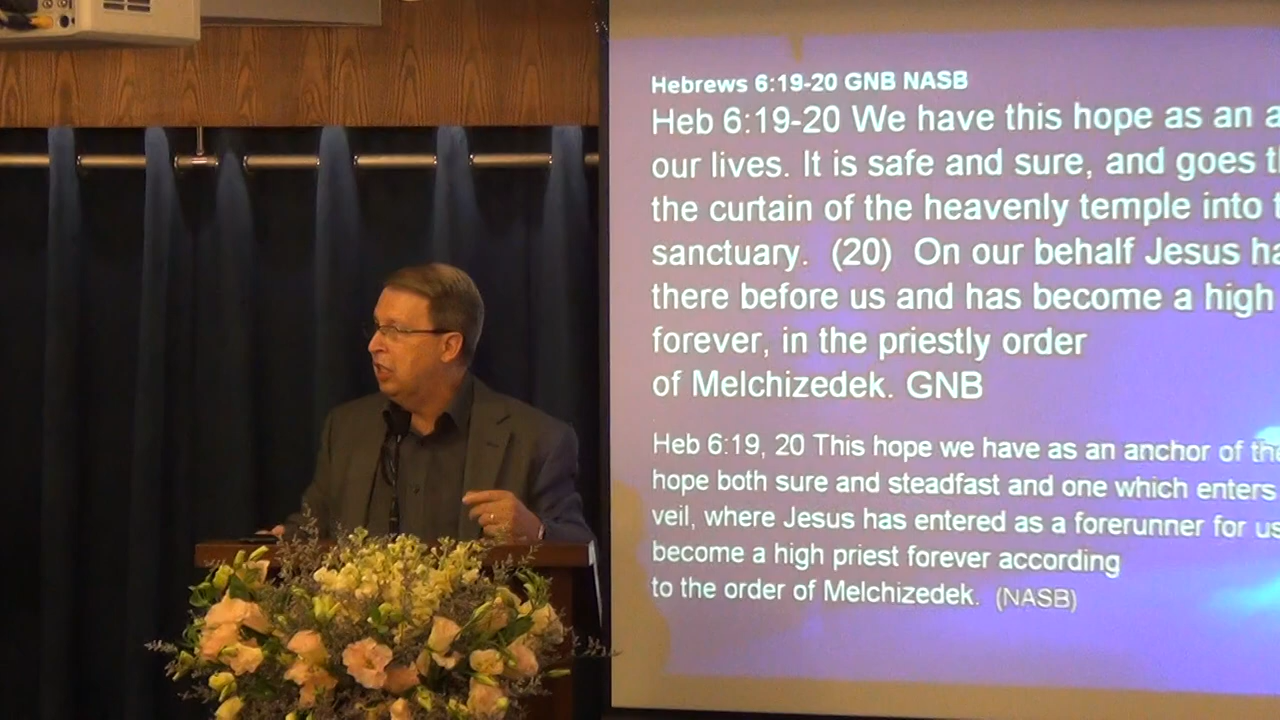 Hebrews 6:19-20 GNB NASB
Heb 6:19-20 We have this hope as an
our lives. It is safe and sure, and goes
the curtain of the heavenly temple into
sanctuary. (20) On our behalf Jesus
there before us and has become a high
forever, in the priestly order
of Melchizedek. GNB
Heb 6:19, 20 This hope we have as an anchor of the
hope both sure and steadfast and one which enters
veil, where Jesus has entered as a forerunner for us
become a high priest forever according
to the order of Melchizedek. (NASB)